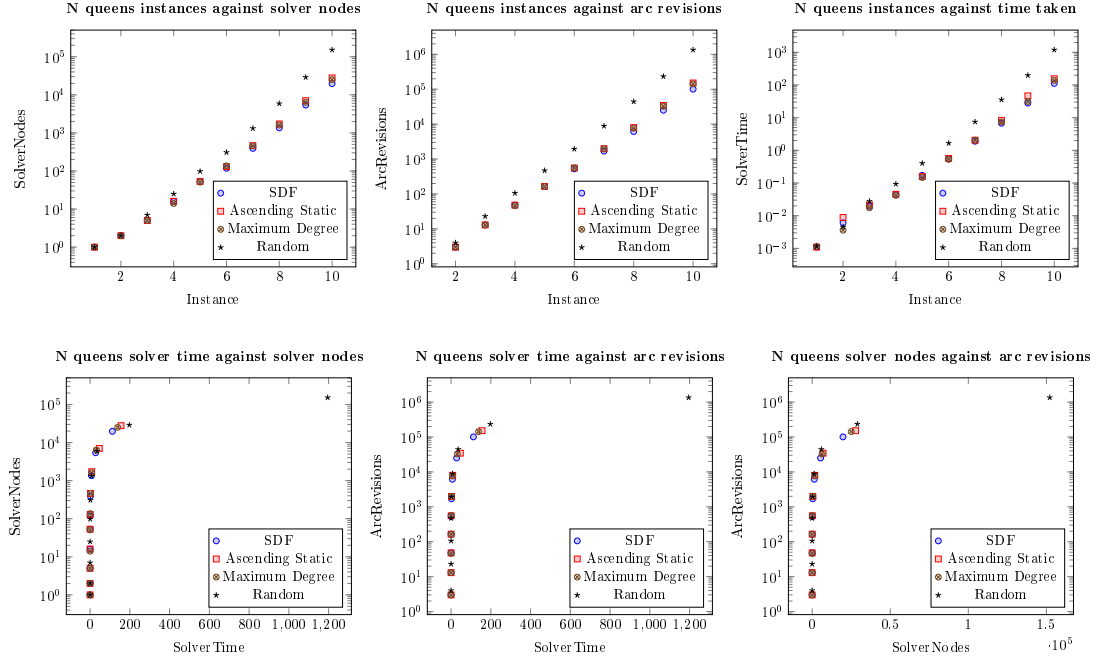 N queens instances against solver nodes
10^5
10^4
10^3
10^2
10^1
10^0
SolverNodes
2 4 6 8 10
Instance
SDF
Ascending Static
Maximum Degree
Random
N queens instances against arc revisions
10^6
10^5
10^4
10^3
10^2
10^1
10^0
ArcRevisions
2 4 6 8 10
Instance
SDF
Ascending Static
Maximum Degree
Random
N queens instances against time taken
10^3
10^2
10^1
10^0
10^−1
10^−2
10^−3
SolverTime
2 4 6 8 10
Instance
SDF
Ascending Static
Maximum Degree
Random
N queens solver time against solver nodes
10^5
10^4
10^3
10^2
10^1
10^0
SolverNodes
0 200 400 600 800 1,000 1,200
SolverTime
SDF
Ascending Static
Maximum Degree
Random
N queens solver time against arc revisions
10^6
10^5
10^4
10^3
10^2
10^1
10^0
ArcRevisions
0 200 400 600 800 1,000 1,200
SolverTime
SDF
Ascending Static
Maximum Degree
Random
N queens solver nodes against arc revisions
10^6
10^5
10^4
10^3
10^2
10^1
10^0
ArcRevisions
0 0.5 1 1.5
·10^5
SolverNodes
SDF
Ascending Static
Maximum Degree
Random